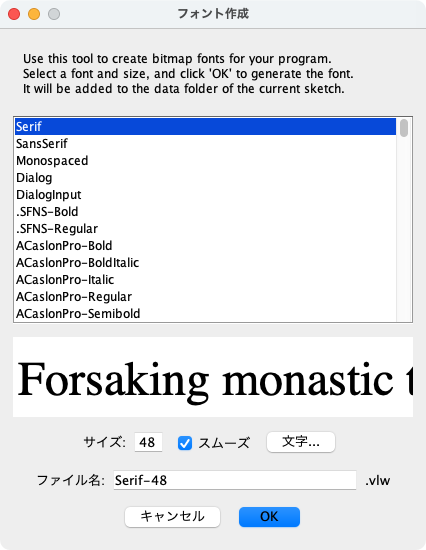 フォント作成
Use this tool to create bitmap fonts for your program.
Select a font and size, and click 'OK' to generate the font.
It will be added to the data folder of the current sketch.
Serif
SansSerif
Monospaced
Dialog
DialogInput
.SFNS-Bold
.SFNS-Regular
ACaslonPro-Bold
ACaslonPro-BoldItalic
ACaslonPro-Italic
ACaslonPro-Regular
ACaslonPro-Semibold
Forsaking monastic t
サイズ: 48 スムーズ 文字...
ファイル名: Serif-48 .vlw
キャンセル OK